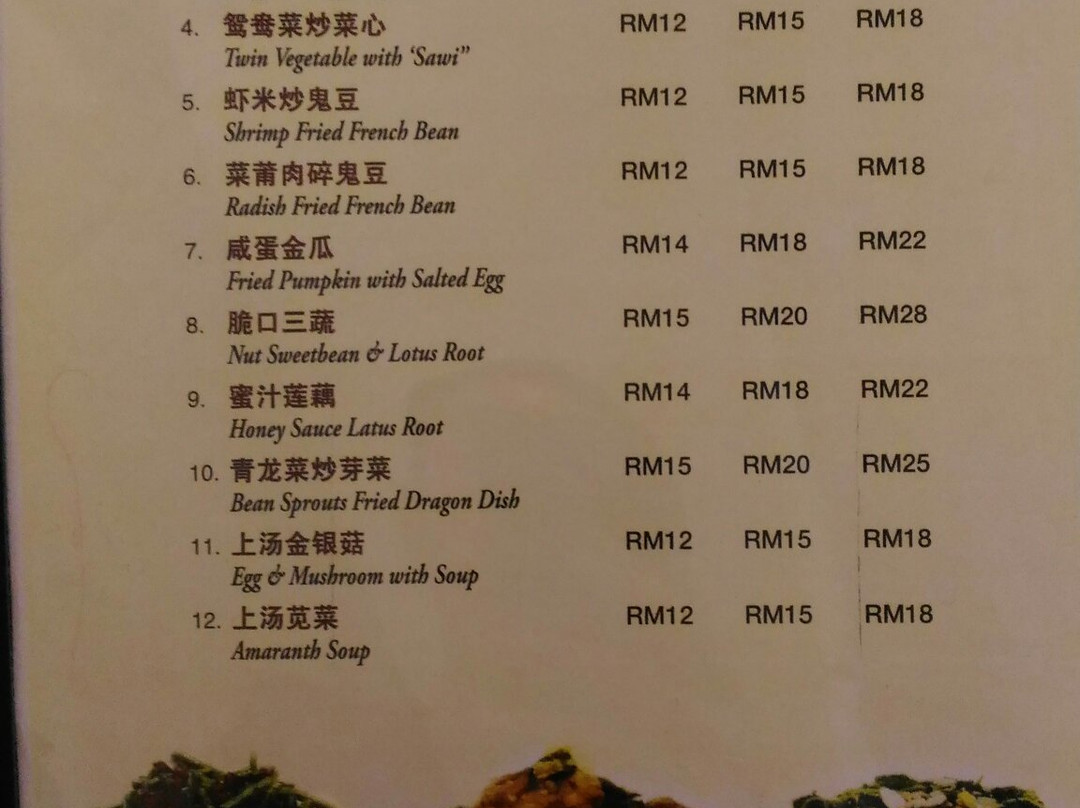 4. 鸳鸯菜炒菜心 RM12 RM15 RM18
Twin Vegetable with ‘Sawi”
5. 虾米炒鬼豆 RM12 RM15 RM18
Shrimp Fried French Bean
6. 菜莆肉碎鬼豆 RM12 RM15 RM18
Radish Fried French Bean
7. 咸蛋金瓜 RM14 RM18 RM22
Fried Pumpkin with Salted Egg
8. 脆口三蔬 RM15 RM20 RM28
Nut Sweetbean & Lotus Root
9. 蜜汁莲藕 RM14 RM18 RM22
Honey Sauce Latus Root
10. 青龙菜炒芽菜 RM15 RM20 RM25
Bean Sprouts Fried Dragon Dish
11. 上汤金银菇 RM12 RM15 RM18
Egg & Mushroom with Soup
12. 上汤苋菜 RM12 RM15 RM18
Amaranth Soup